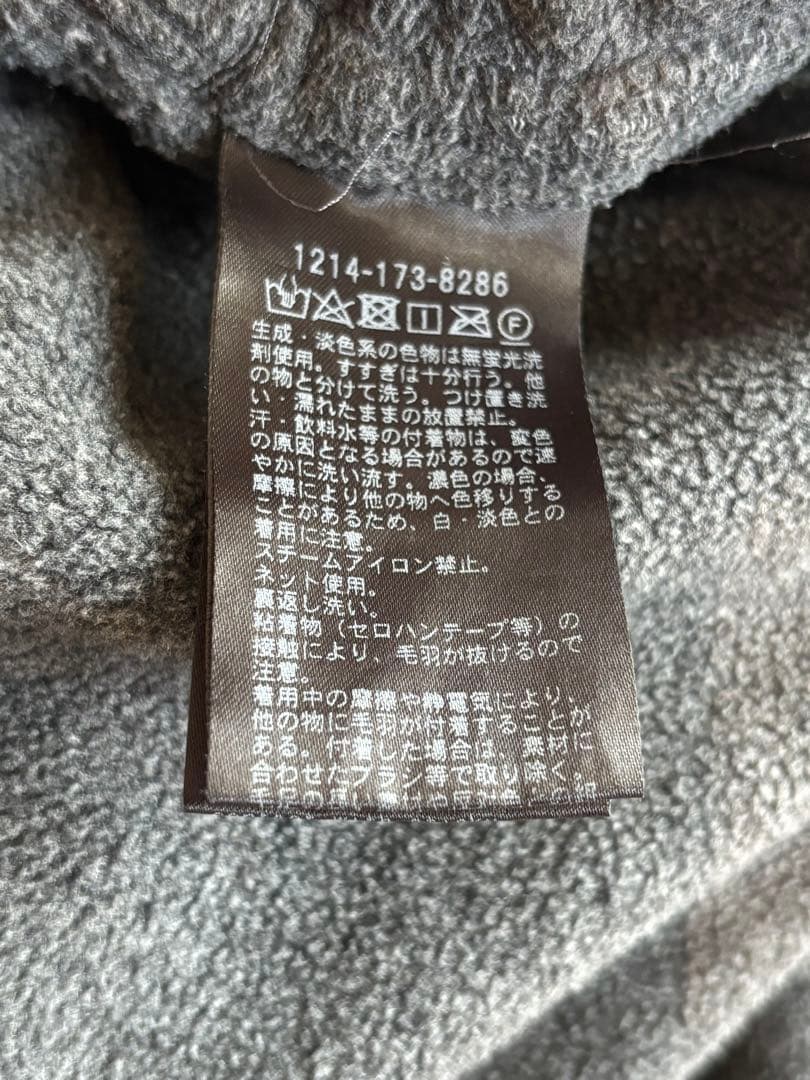 1214-173-8286
F
生成・淡色系の色物は無蛍光洗
剤使用。すすぎは十分行う。他
の物と分けて洗う。つけ置き洗
い・濡れたままの放置禁止。
汗・飲料水等の付着物は、変色
の原因となる場合があるので速
やかに洗い流す。濃色の場合、
摩擦により他の物へ色移りする
ことがあるため、白・淡色との
着用に注意。
スチームアイロン禁止。
ネット使用。
裏返し洗い。
粘着物（セロハンテープ等）の
接触により、毛羽が抜けるので
注意。
着用中の摩擦や静電気により、
他の物に毛羽が付着することが
ある。付着した場合は、素材に
合わせたブラシ等で取り除く。